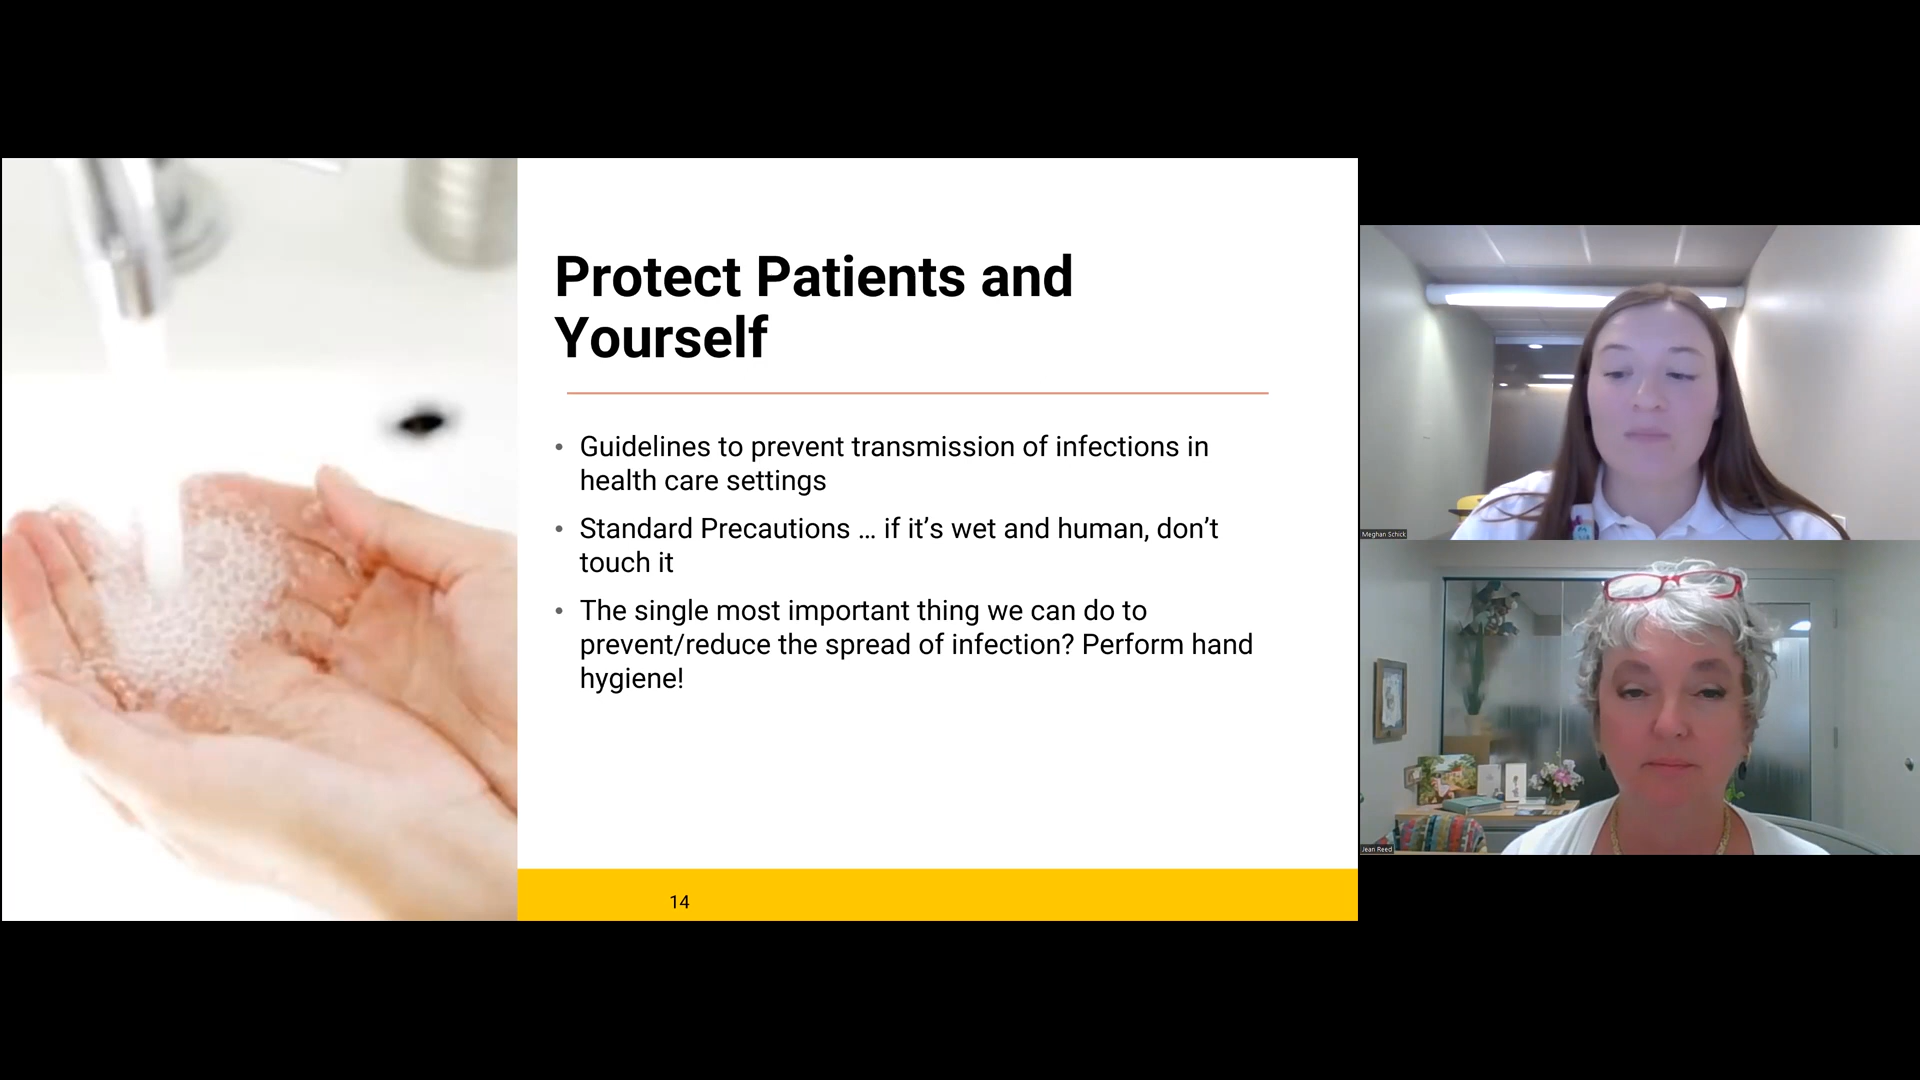 Protect Patients and
Yourself
• Guidelines to prevent transmission of infections in
health care settings
• Standard Precautions ... if it’s wet and human, don’t
touch it
• The single most important thing we can do to
prevent/reduce the spread of infection? Perform hand
hygiene!
14
Meghan Schick
Jean Reed